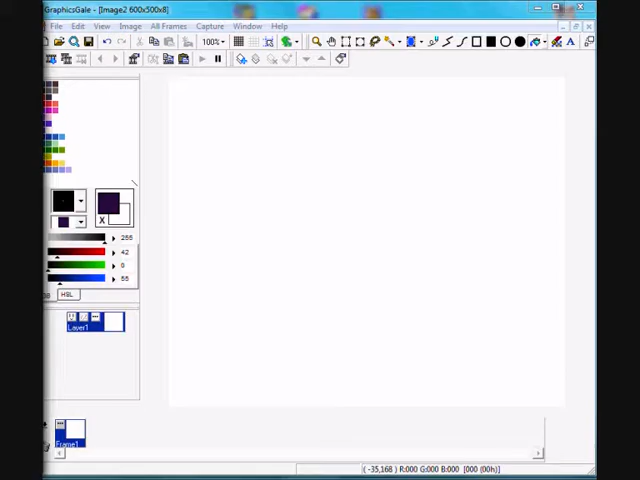 GraphicsGale - [Image2 600x500x8]
File Edit View Image All Frames Capture Window Help
100%
A
X
255
42
0
55
HBL
Layer1
Frame1
( -35,168 ) R:000 G:000 B:000 [000 (00h)]